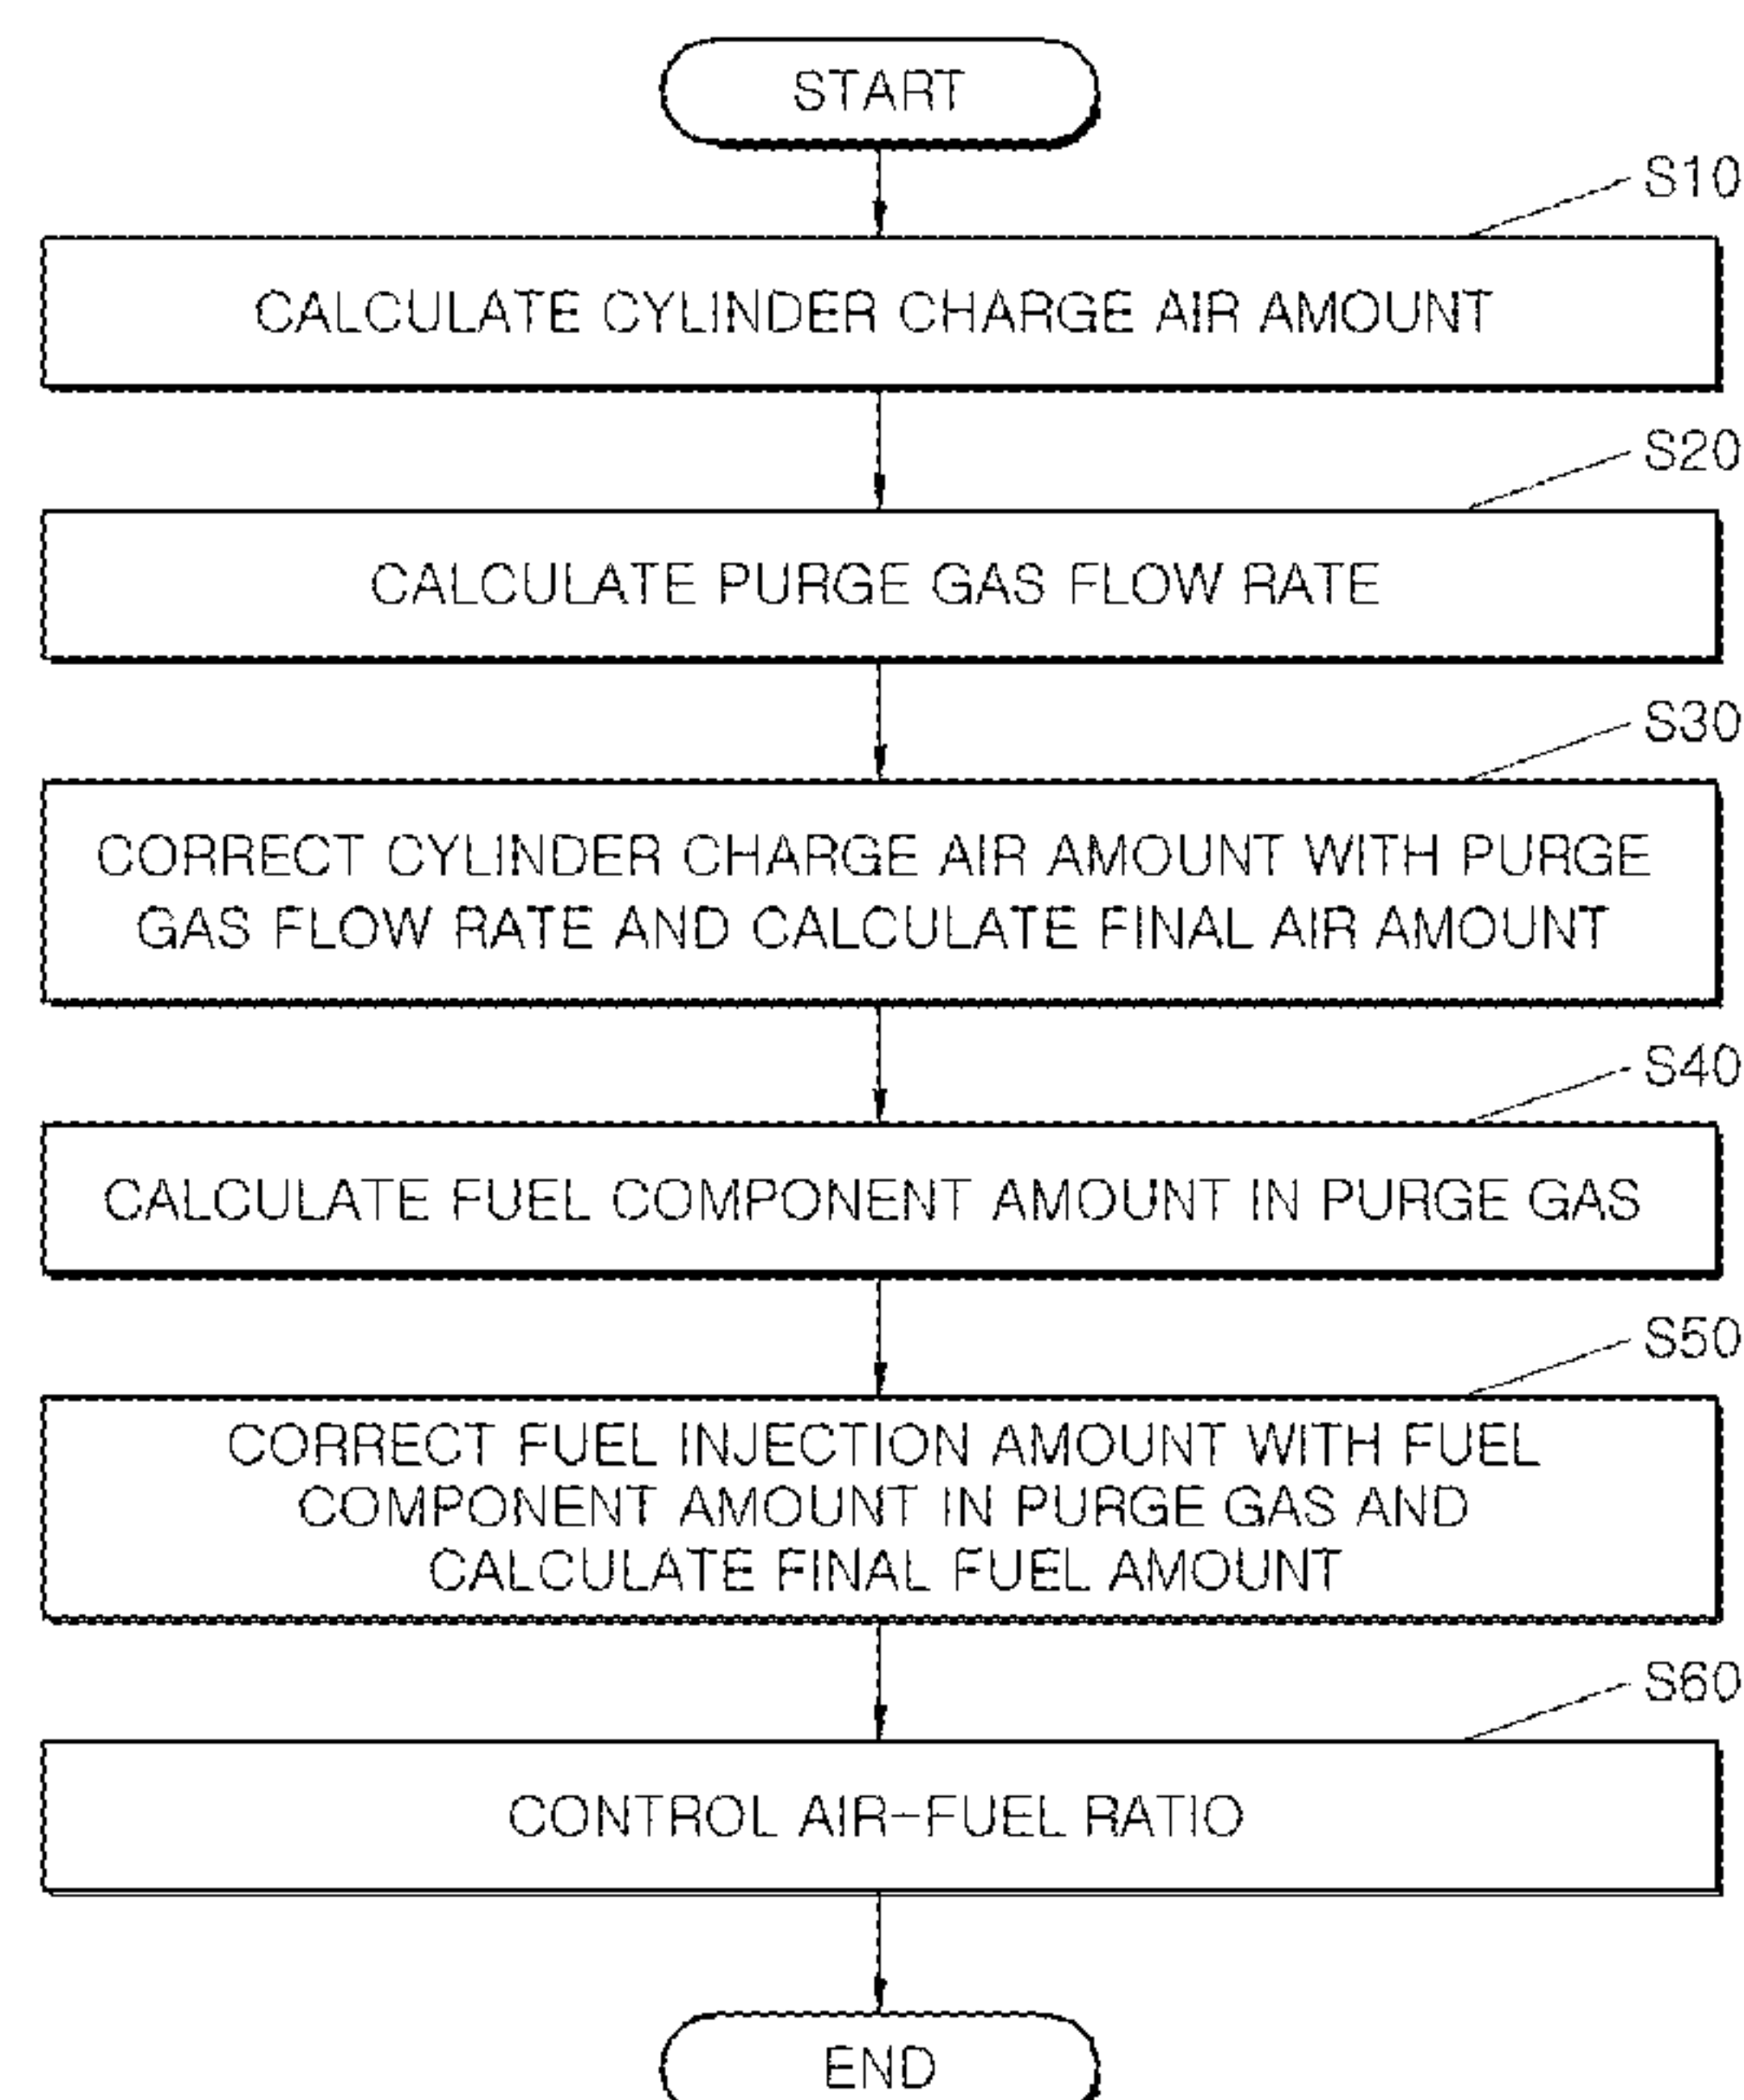 START
S10
CALCULATE CYLINDER CHARGE AIR AMOUNT
S20
CALCULATE PURGE GAS FLOW RATE
S30
CORRECT CYLINDER CHARGE AIR AMOUNT WITH PURGE
GAS FLOW RATE AND CALCULATE FINAL AIR AMOUNT
S40
CALCULATE FUEL COMPONENT AMOUNT IN PURGE GAS
S50
CORRECT FUEL INJECTION AMOUNT WITH FUEL
COMPONENT AMOUNT IN PURGE GAS AND
CALCULATE FINAL FUEL AMOUNT
S60
CONTROL AIR-FUEL RATIO
END